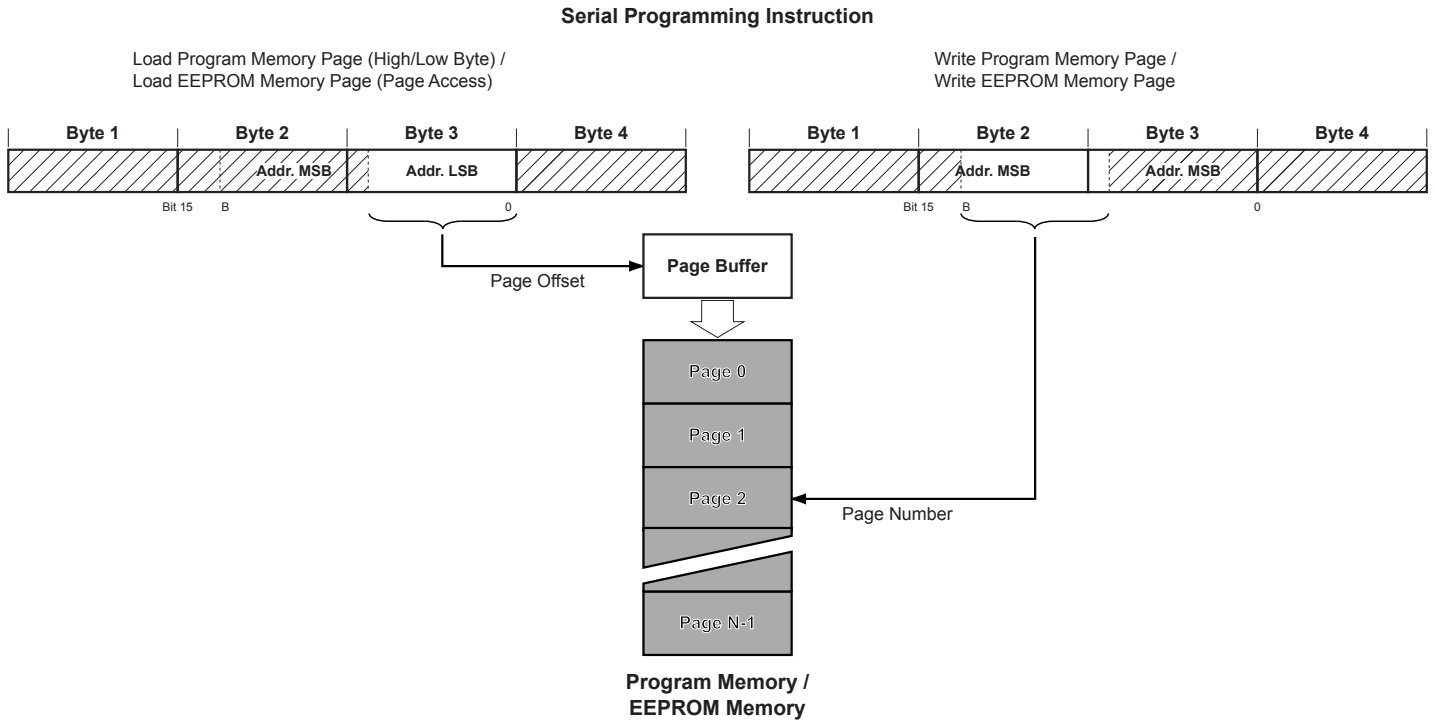 Serial Programming Instruction
Load Program Memory Page (High/Low Byte) /
Load EEPROM Memory Page (Page Access)
Write Program Memory Page /
Write EEPROM Memory Page
Byte 1 Byte 2 Byte 3 Byte 4
Byte 1 Byte 2 Byte 3 Byte 4
Addr. MSB Addr. LSB
Addr. MSB Addr. MSB
Bit 15 B 0
Bit 15 B 0
Page Buffer
Page Offset
Page 0
Page 1
Page 2
Page Number
Page N-1
Program Memory /
EEPROM Memory